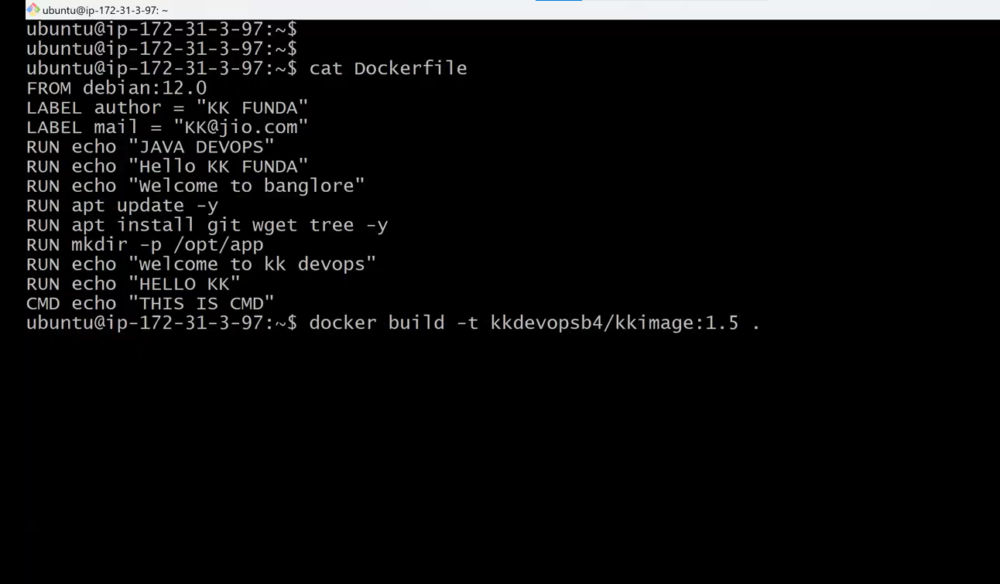 ubuntu@ip-172-31-3-97: ~
ubuntu@ip-172-31-3-97:~$
ubuntu@ip-172-31-3-97:~$
ubuntu@ip-172-31-3-97:~$ cat Dockerfile
FROM debian:12.0
LABEL author = "KK FUNDA"
LABEL mail = "KK@jio.com"
RUN echo "JAVA DEVOPS"
RUN echo "Hello KK FUNDA"
RUN echo "Welcome to banglore"
RUN apt update -y
RUN apt install git wget tree -y
RUN mkdir -p /opt/app
RUN echo "welcome to kk devops"
RUN echo "HELLO KK"
CMD echo "THIS IS CMD"
ubuntu@ip-172-31-3-97:~$ docker build -t kkdevopsb4/kkimage:1.5 .